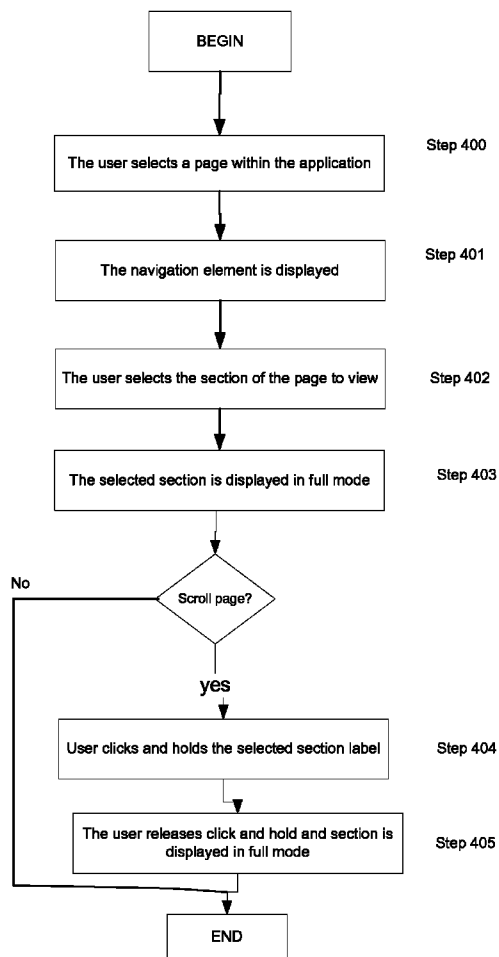 BEGIN
The user selects a page within the application
Step 400
The navigation element is displayed
Step 401
The user selects the section of the page to view
Step 402
The selected section is displayed in full mode
Step 403
No
Scroll page?
yes
User clicks and holds the selected section label
Step 404
The user releases click and hold and section is
displayed in full mode
Step 405
END